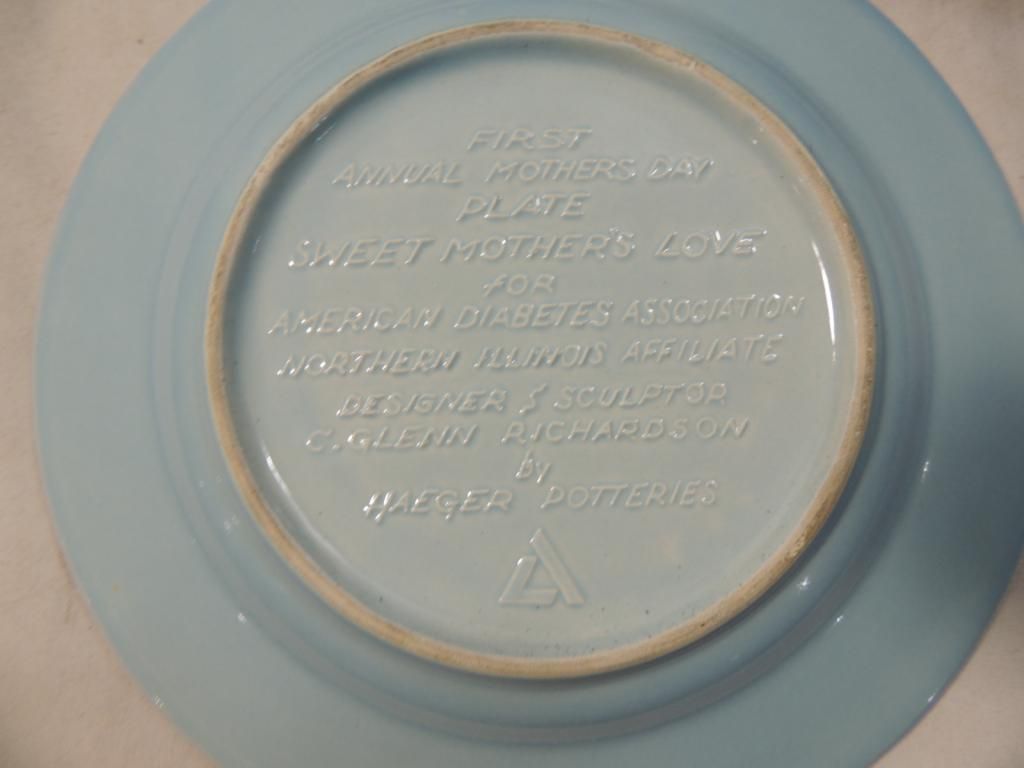 FIRST
ANNUAL MOTHERS DAY
PLATE
SWEET MOTHER'S LOVE
FOR
AMERICAN DIABETES ASSOCIATION
NORTHERN ILLINOIS AFFILIATE
DESIGNER & SCULPTOR
C. GLENN RICHARDSON
by
HAEGER POTTERIES